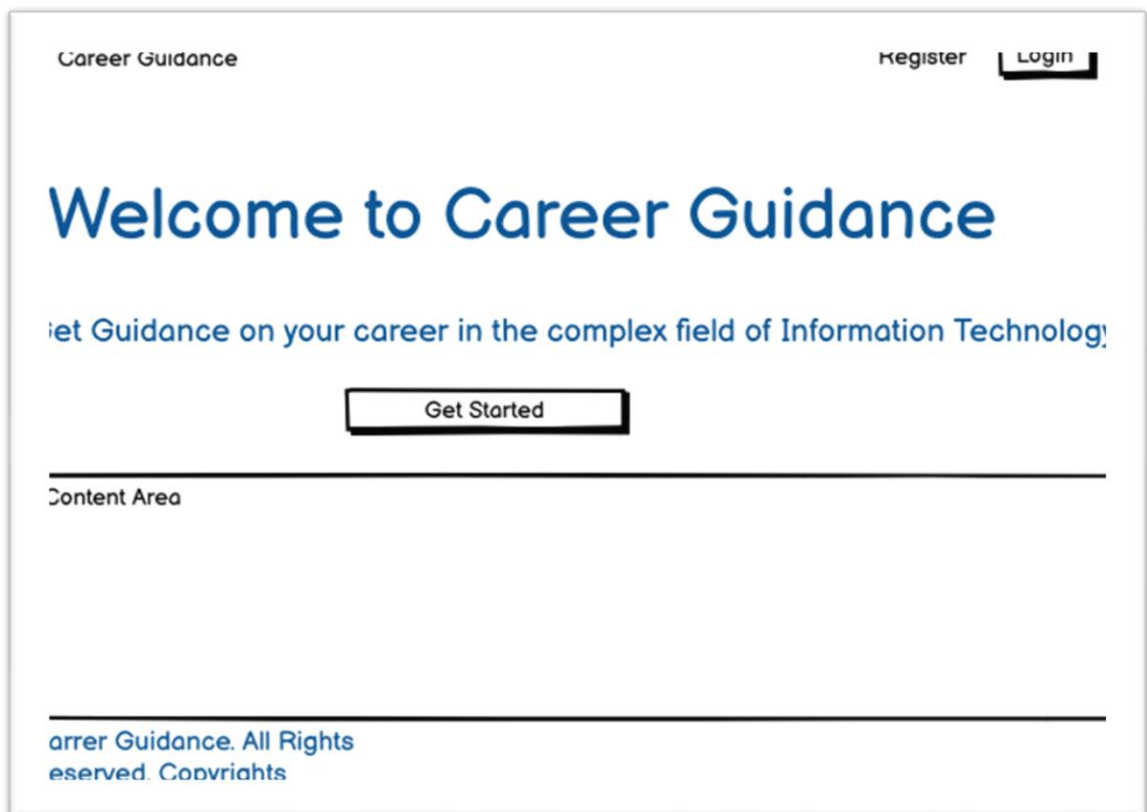 Career Guidance
Register
Login
Welcome to Career Guidance
et Guidance on your career in the complex field of Information Technology
Get Started
Content Area
arrer Guidance. All Rights
eserved. Copyrights